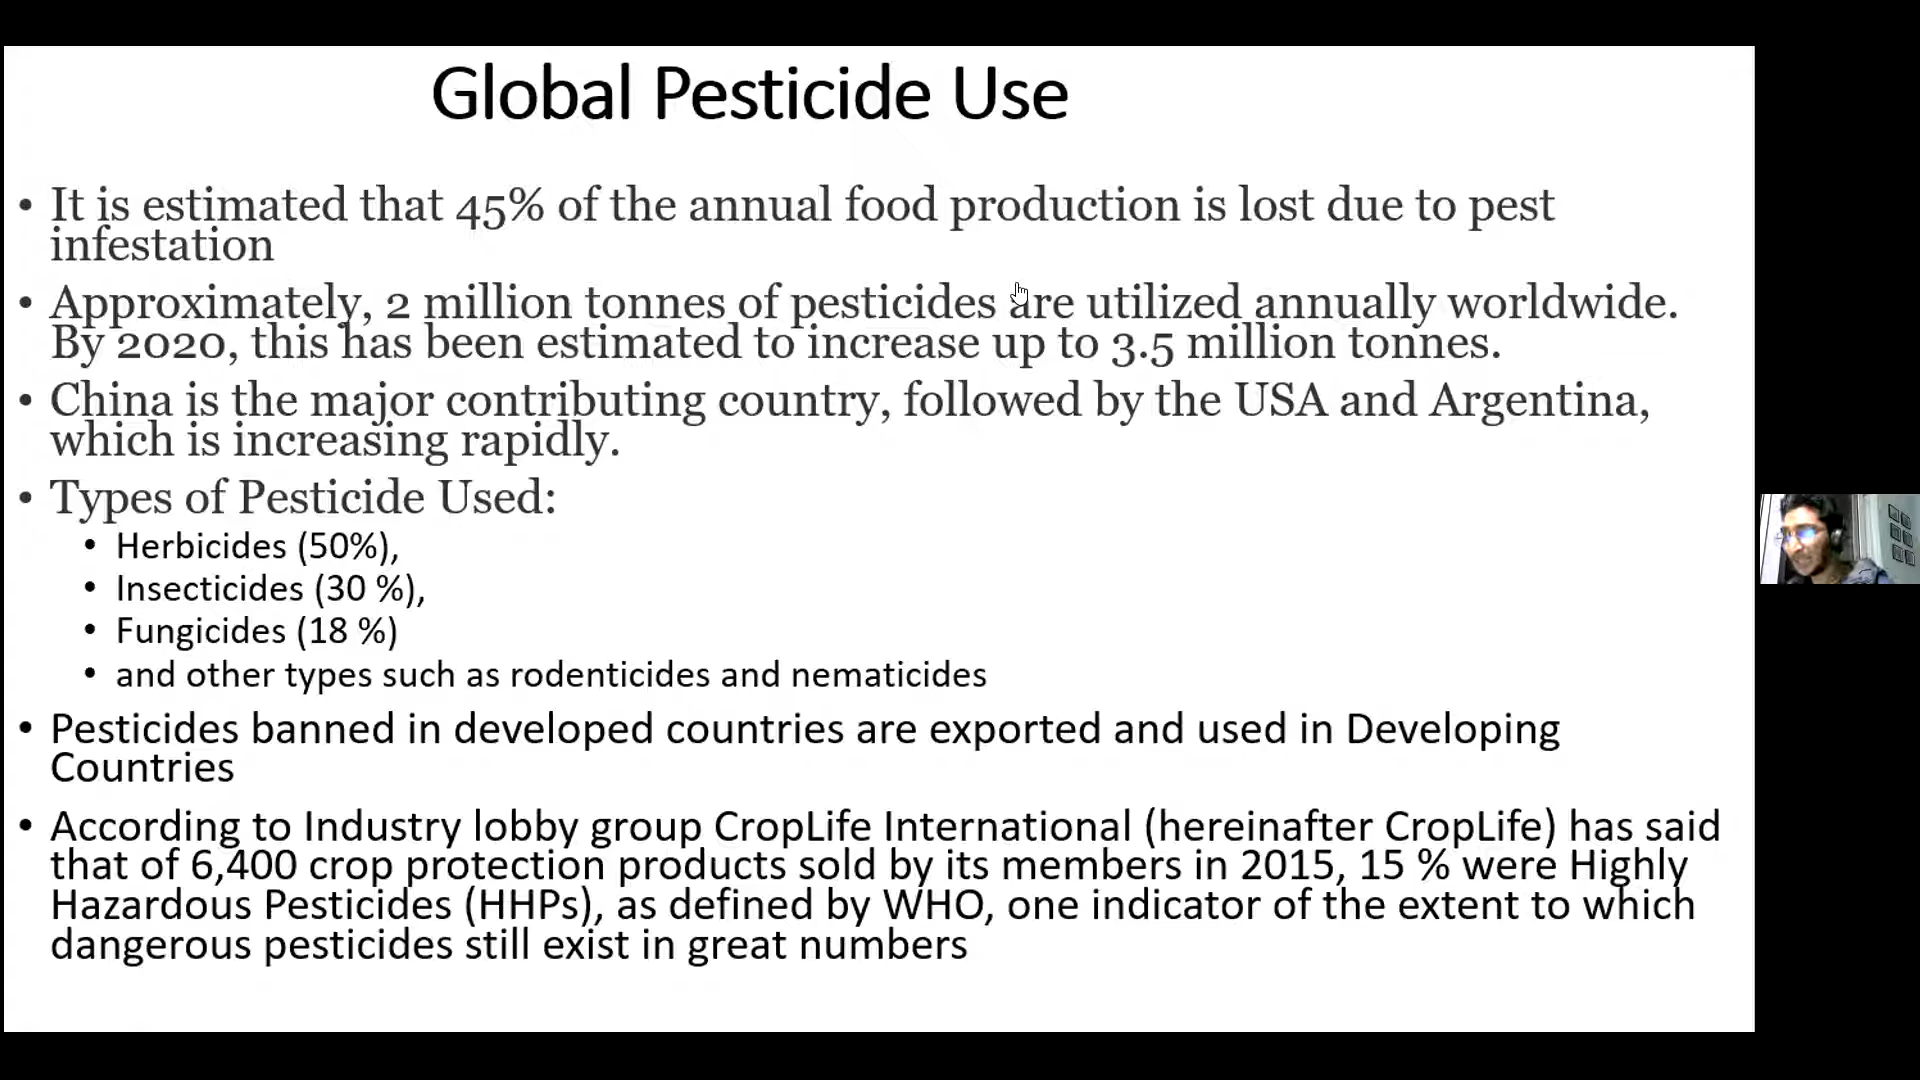 Global Pesticide Use
• It is estimated that 45% of the annual food production is lost due to pest
infestation
• Approximately, 2 million tonnes of pesticides are utilized annually worldwide.
By 2020, this has been estimated to increase up to 3.5 million tonnes.
• China is the major contributing country, followed by the USA and Argentina,
which is increasing rapidly.
• Types of Pesticide Used:
• Herbicides (50%),
• Insecticides (30 %),
• Fungicides (18 %)
• and other types such as rodenticides and nematicides
• Pesticides banned in developed countries are exported and used in Developing
Countries
• According to Industry lobby group CropLife International (hereinafter CropLife) has said
that of 6,400 crop protection products sold by its members in 2015, 15 % were Highly
Hazardous Pesticides (HHPs), as defined by WHO, one indicator of the extent to which
dangerous pesticides still exist in great numbers